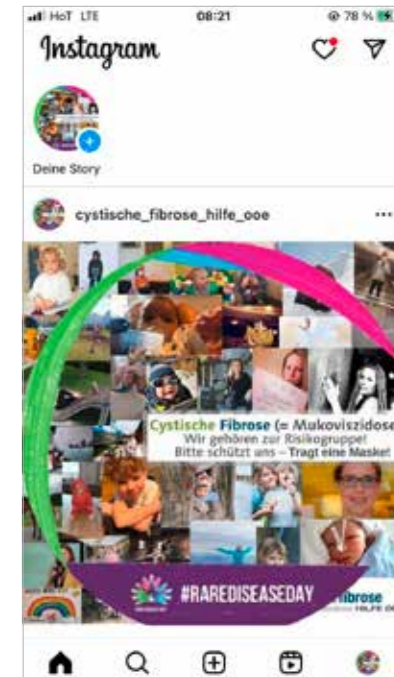 HoT LTE 08:21 78 %
Instagram
Deine Story
cystische_fibrose_hilfe_ooe
Cystische Fibrose (= Mukoviszidose
Wir gehören zur Risikogruppe!
Bitte schützt uns – Tragt eine Maske!
#RAREDISEASEDAY
fibrose
HILFE